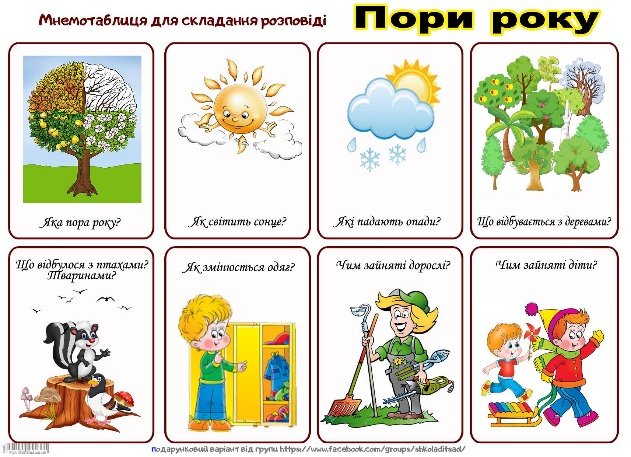 Мнемотаблиця для складання розповіді
Пори року
Яка пора року?
Як світить сонце?
Які падають опади?
Що відбувається з деревами?
Що відбулося з птахами?
Тваринами?
Як змінюється одяг?
Чим зайняті дорослі?
Чим зайняті діти?
Подарунковий варіант від групи https://www.facebook.com/groups/shkoladitsad/